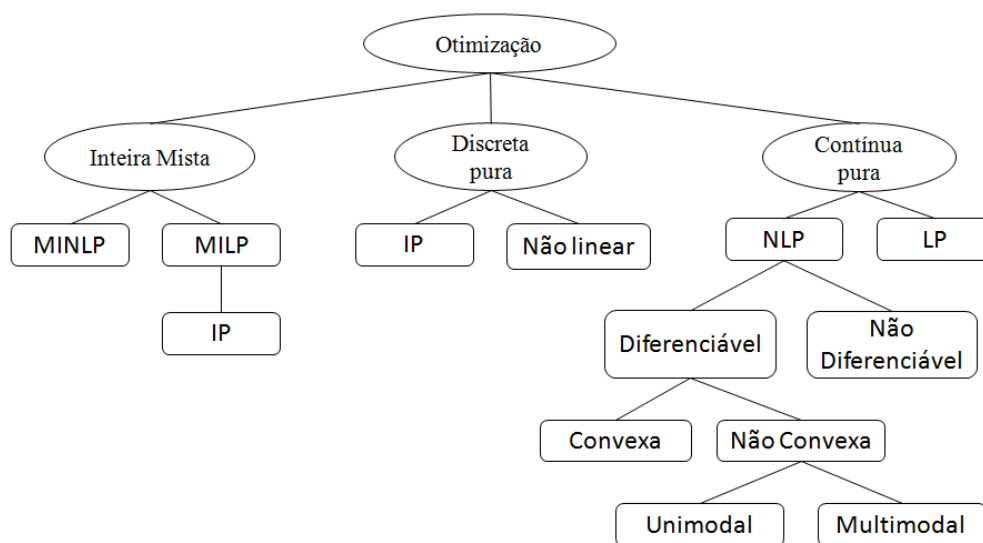 Otimização
Inteira Mista
Discreta
pura
Contínua
pura
MINLP
MILP
IP
Não linear
NLP
LP
IP
Diferenciável
Não
Diferenciável
Convexa
Não Convexa
Unimodal
Multimodal